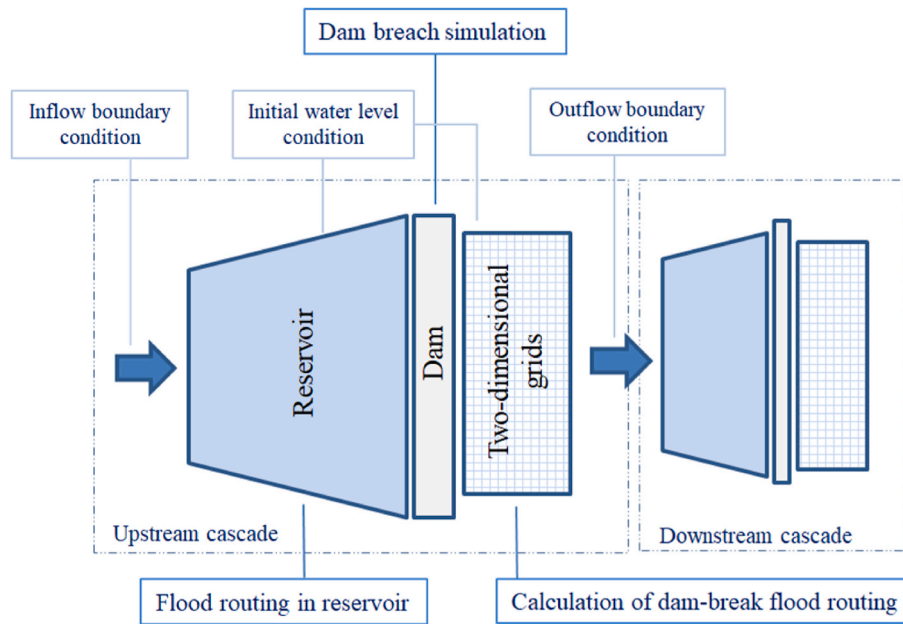 Dam breach simulation
Inflow boundary
condition
Initial water level
condition
Outflow boundary
condition
Reservoir
Dam
Two-dimensional
grids
Upstream cascade
Downstream cascade
Flood routing in reservoir
Calculation of dam-break flood routing